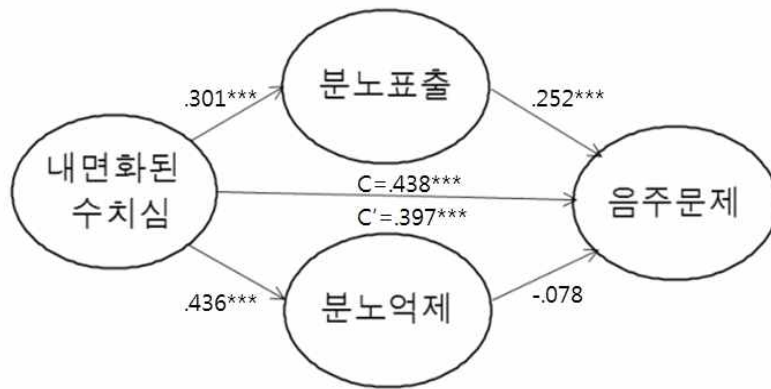 분노표출
.301***
.252***
내면화된
수치심
C=.438***
C´=.397***
음주문제
.436***
분노억제
-.078